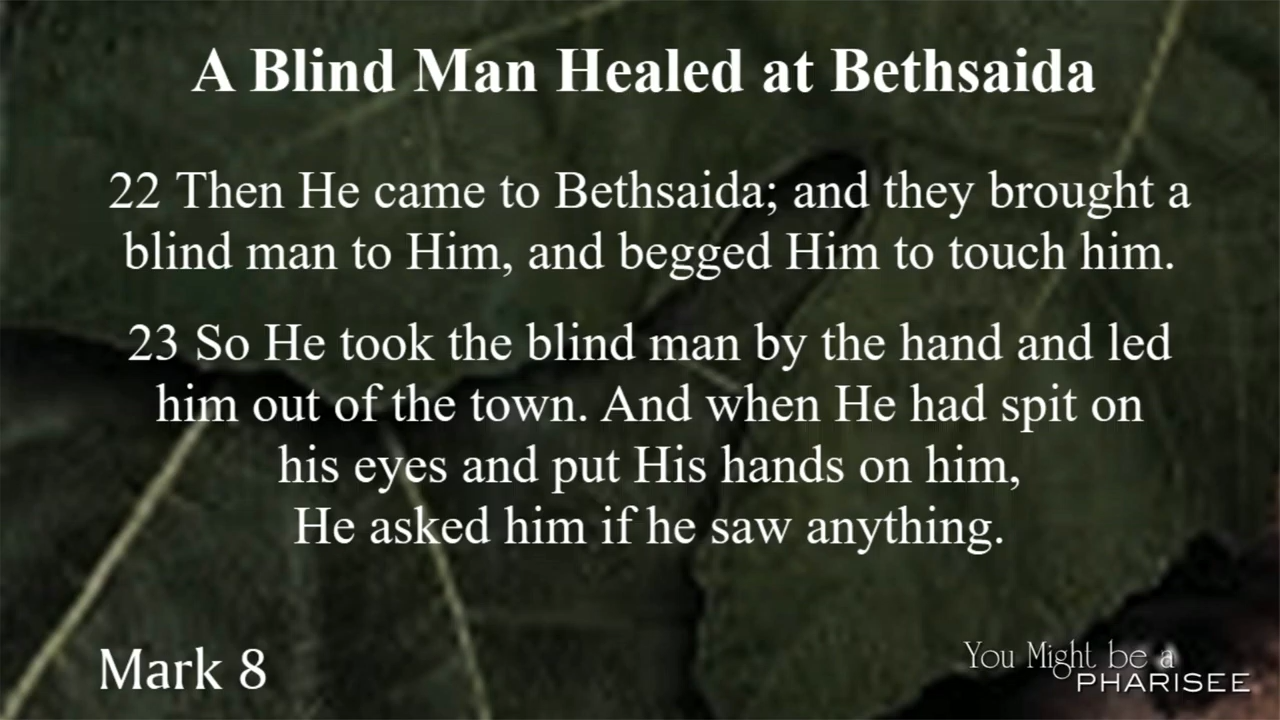 A Blind Man Healed at Bethsaida
22 Then He came to Bethsaida; and they brought a
blind man to Him, and begged Him to touch him.
23 So He took the blind man by the hand and led
him out of the town. And when He had spit on
his eyes and put His hands on him,
He asked him if he saw anything.
Mark 8
You Might be a
PHARISEE